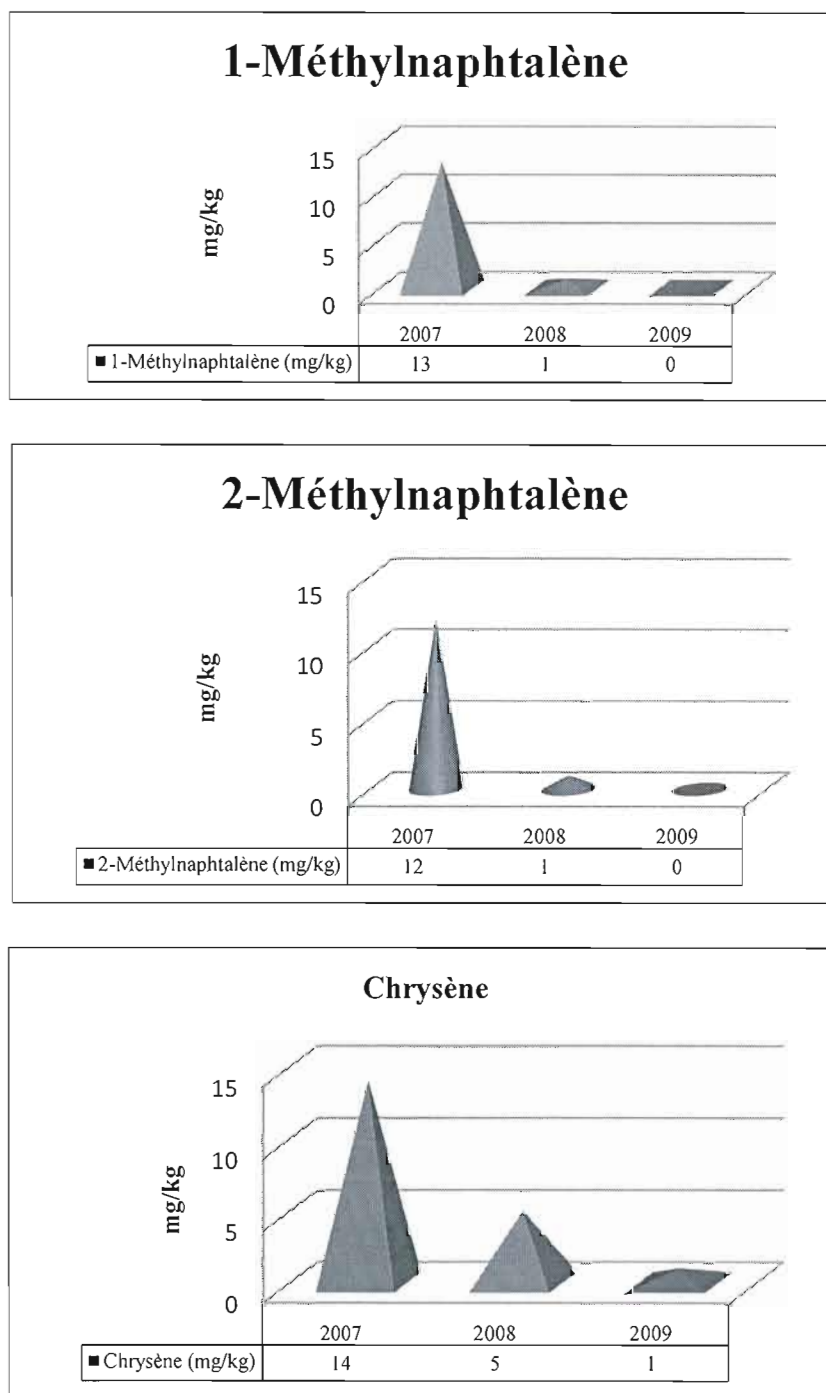 1-Méthylnaphtalène
mg/kg
15
10
5
0
2007 2008 2009
1-Méthylnaphtalène (mg/kg) 13 1 0
2-Méthylnaphtalène
mg/kg
15
10
5
0
2007 2008 2009
2-Méthylnaphtalène (mg/kg) 12 1 0
Chrysène
mg/kg
15
10
5
0
2007 2008 2009
Chrysène (mg/kg) 14 5 1